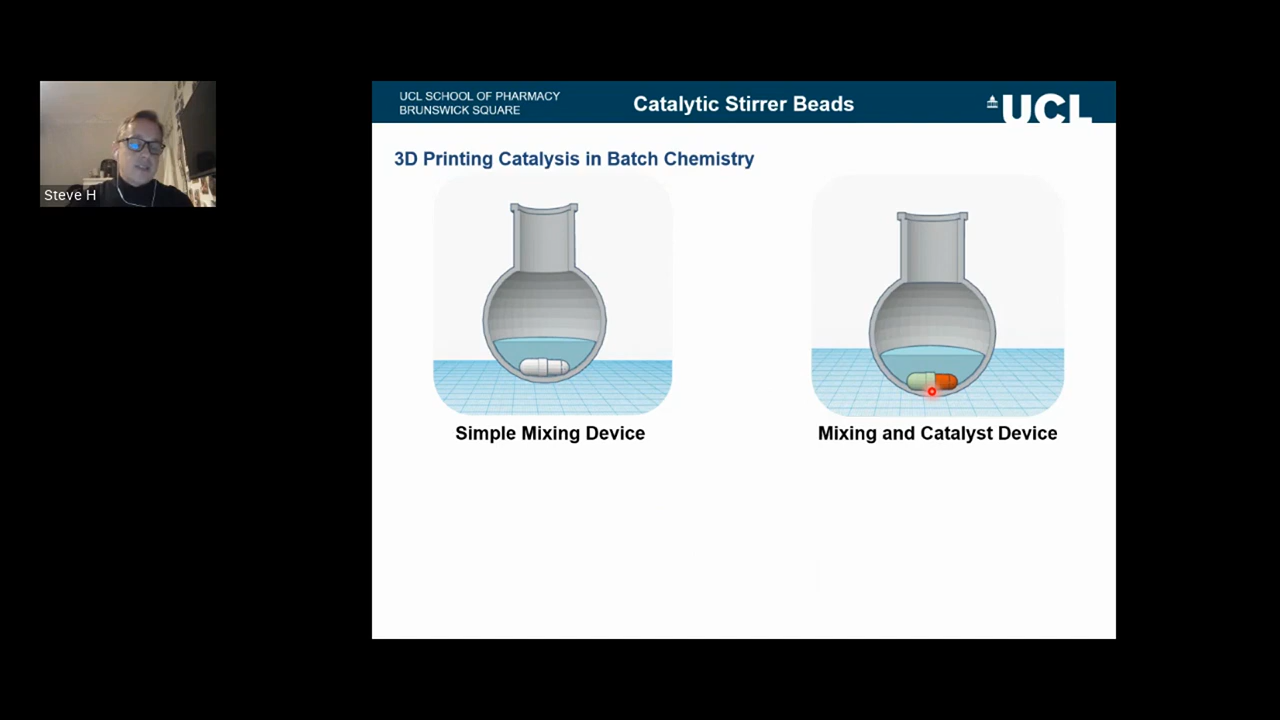 Steve H
UCL SCHOOL OF PHARMACY
BRUNSWICK SQUARE
Catalytic Stirrer Beads
UCL
3D Printing Catalysis in Batch Chemistry
Simple Mixing Device
Mixing and Catalyst Device